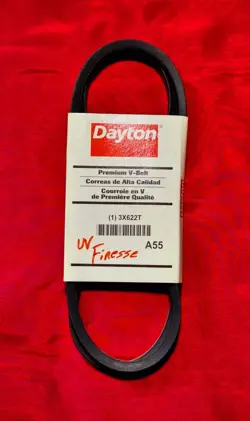 Dayton
Premium V-Belt
Correas de Alta Calidad
Courroie en V
de Première Qualité
(1) 3X622T
UV
Finesse
A55